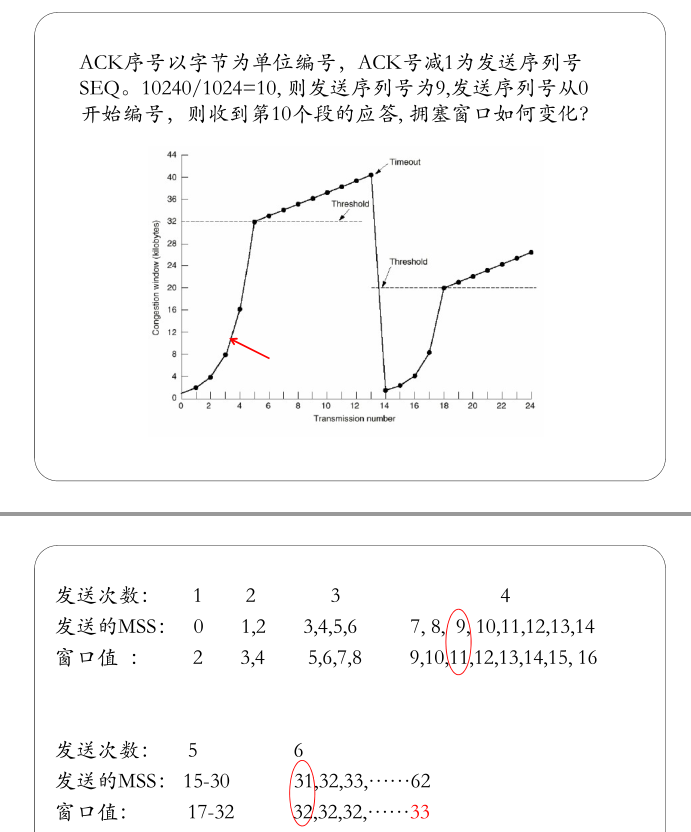 ACK序号以字节为单位编号，ACK号减1为发送序列号
SEQ。10240/1024=10, 则发送序列号为9,发送序列号从0
开始编号，则收到第10个段的应答, 拥塞窗口如何变化?
44
40
36
32
28
24
20
16
12
8
4
0
Congestion window (kilobytes)
Timeout
Threshold
Threshold
0 2 4 6 8 10 12 14 16 18 20 22 24
Transmission number
发送次数: 1 2 3 4
发送的MSS: 0 1,2 3,4,5,6 7, 8, 9, 10,11,12,13,14
窗口值 : 2 3,4 5,6,7,8 9,10,11,12,13,14,15, 16
发送次数: 5 6
发送的MSS: 15-30 31,32,33,······62
窗口值: 17-32 32,32,32,······33